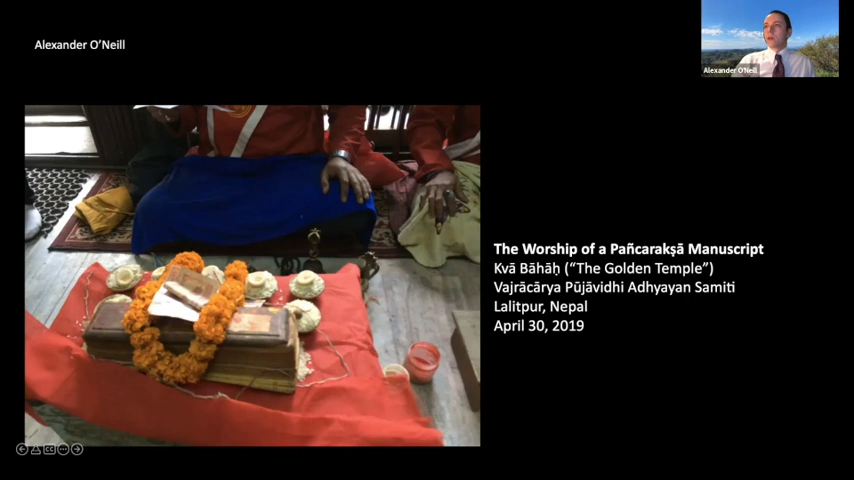 Alexander O'Neill
Alexander O'Neill
The Worship of a Pañcarakṣā Manuscript
Kvā Bāhāḥ ("The Golden Temple")
Vajrācārya Pūjāvidhi Adhyayan Samiti
Lalitpur, Nepal
April 30, 2019